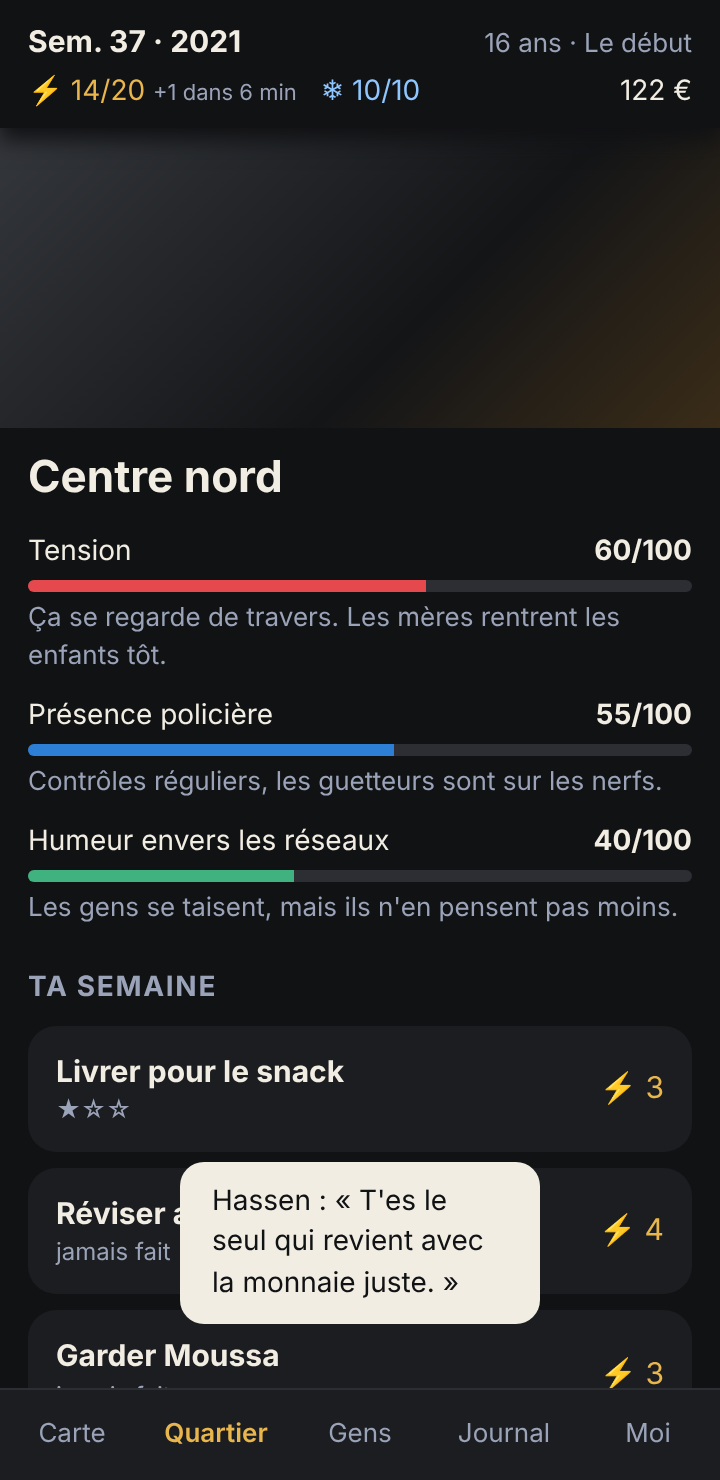 Sem. 37 · 2021
16 ans · Le début
⚡ 14/20 +1 dans 6 min ❄ 10/10 122 €
Centre nord
Tension 60/100
Ça se regarde de travers. Les mères rentrent les
enfants tôt.
Présence policière 55/100
Contrôles réguliers, les guetteurs sont sur les nerfs.
Humeur envers les réseaux 40/100
Les gens se taisent, mais ils n'en pensent pas moins.
TA SEMAINE
Livrer pour le snack
★☆☆
⚡ 3
Réviser
jamais fait
⚡ 4
Hassen : « T'es le
seul qui revient avec
la monnaie juste. »
Garder Moussa
⚡ 3
Carte Quartier Gens Journal Moi